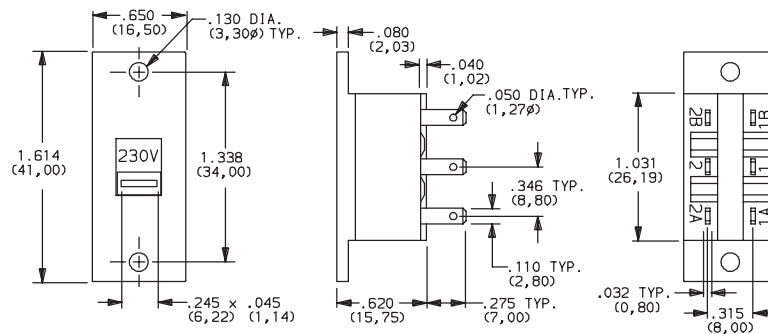 .650
(16,50)
.130 DIA.
(3,30ø) TYP.
1.614
(41,00)
230V
1.338
(34,00)
.245 x .045
(6,22) (1,14)
.080
(2,03)
.040
(1,02)
.050 DIA.TYP.
(1,27ø)
.346 TYP.
(8,80)
.110 TYP.
(2,80)
.620
(15,75)
.275 TYP.
(7,00)
1.031
(26,19)
2B
1B
2
1
2A
1A
.032 TYP.
(0,80)
.315
(8,00)